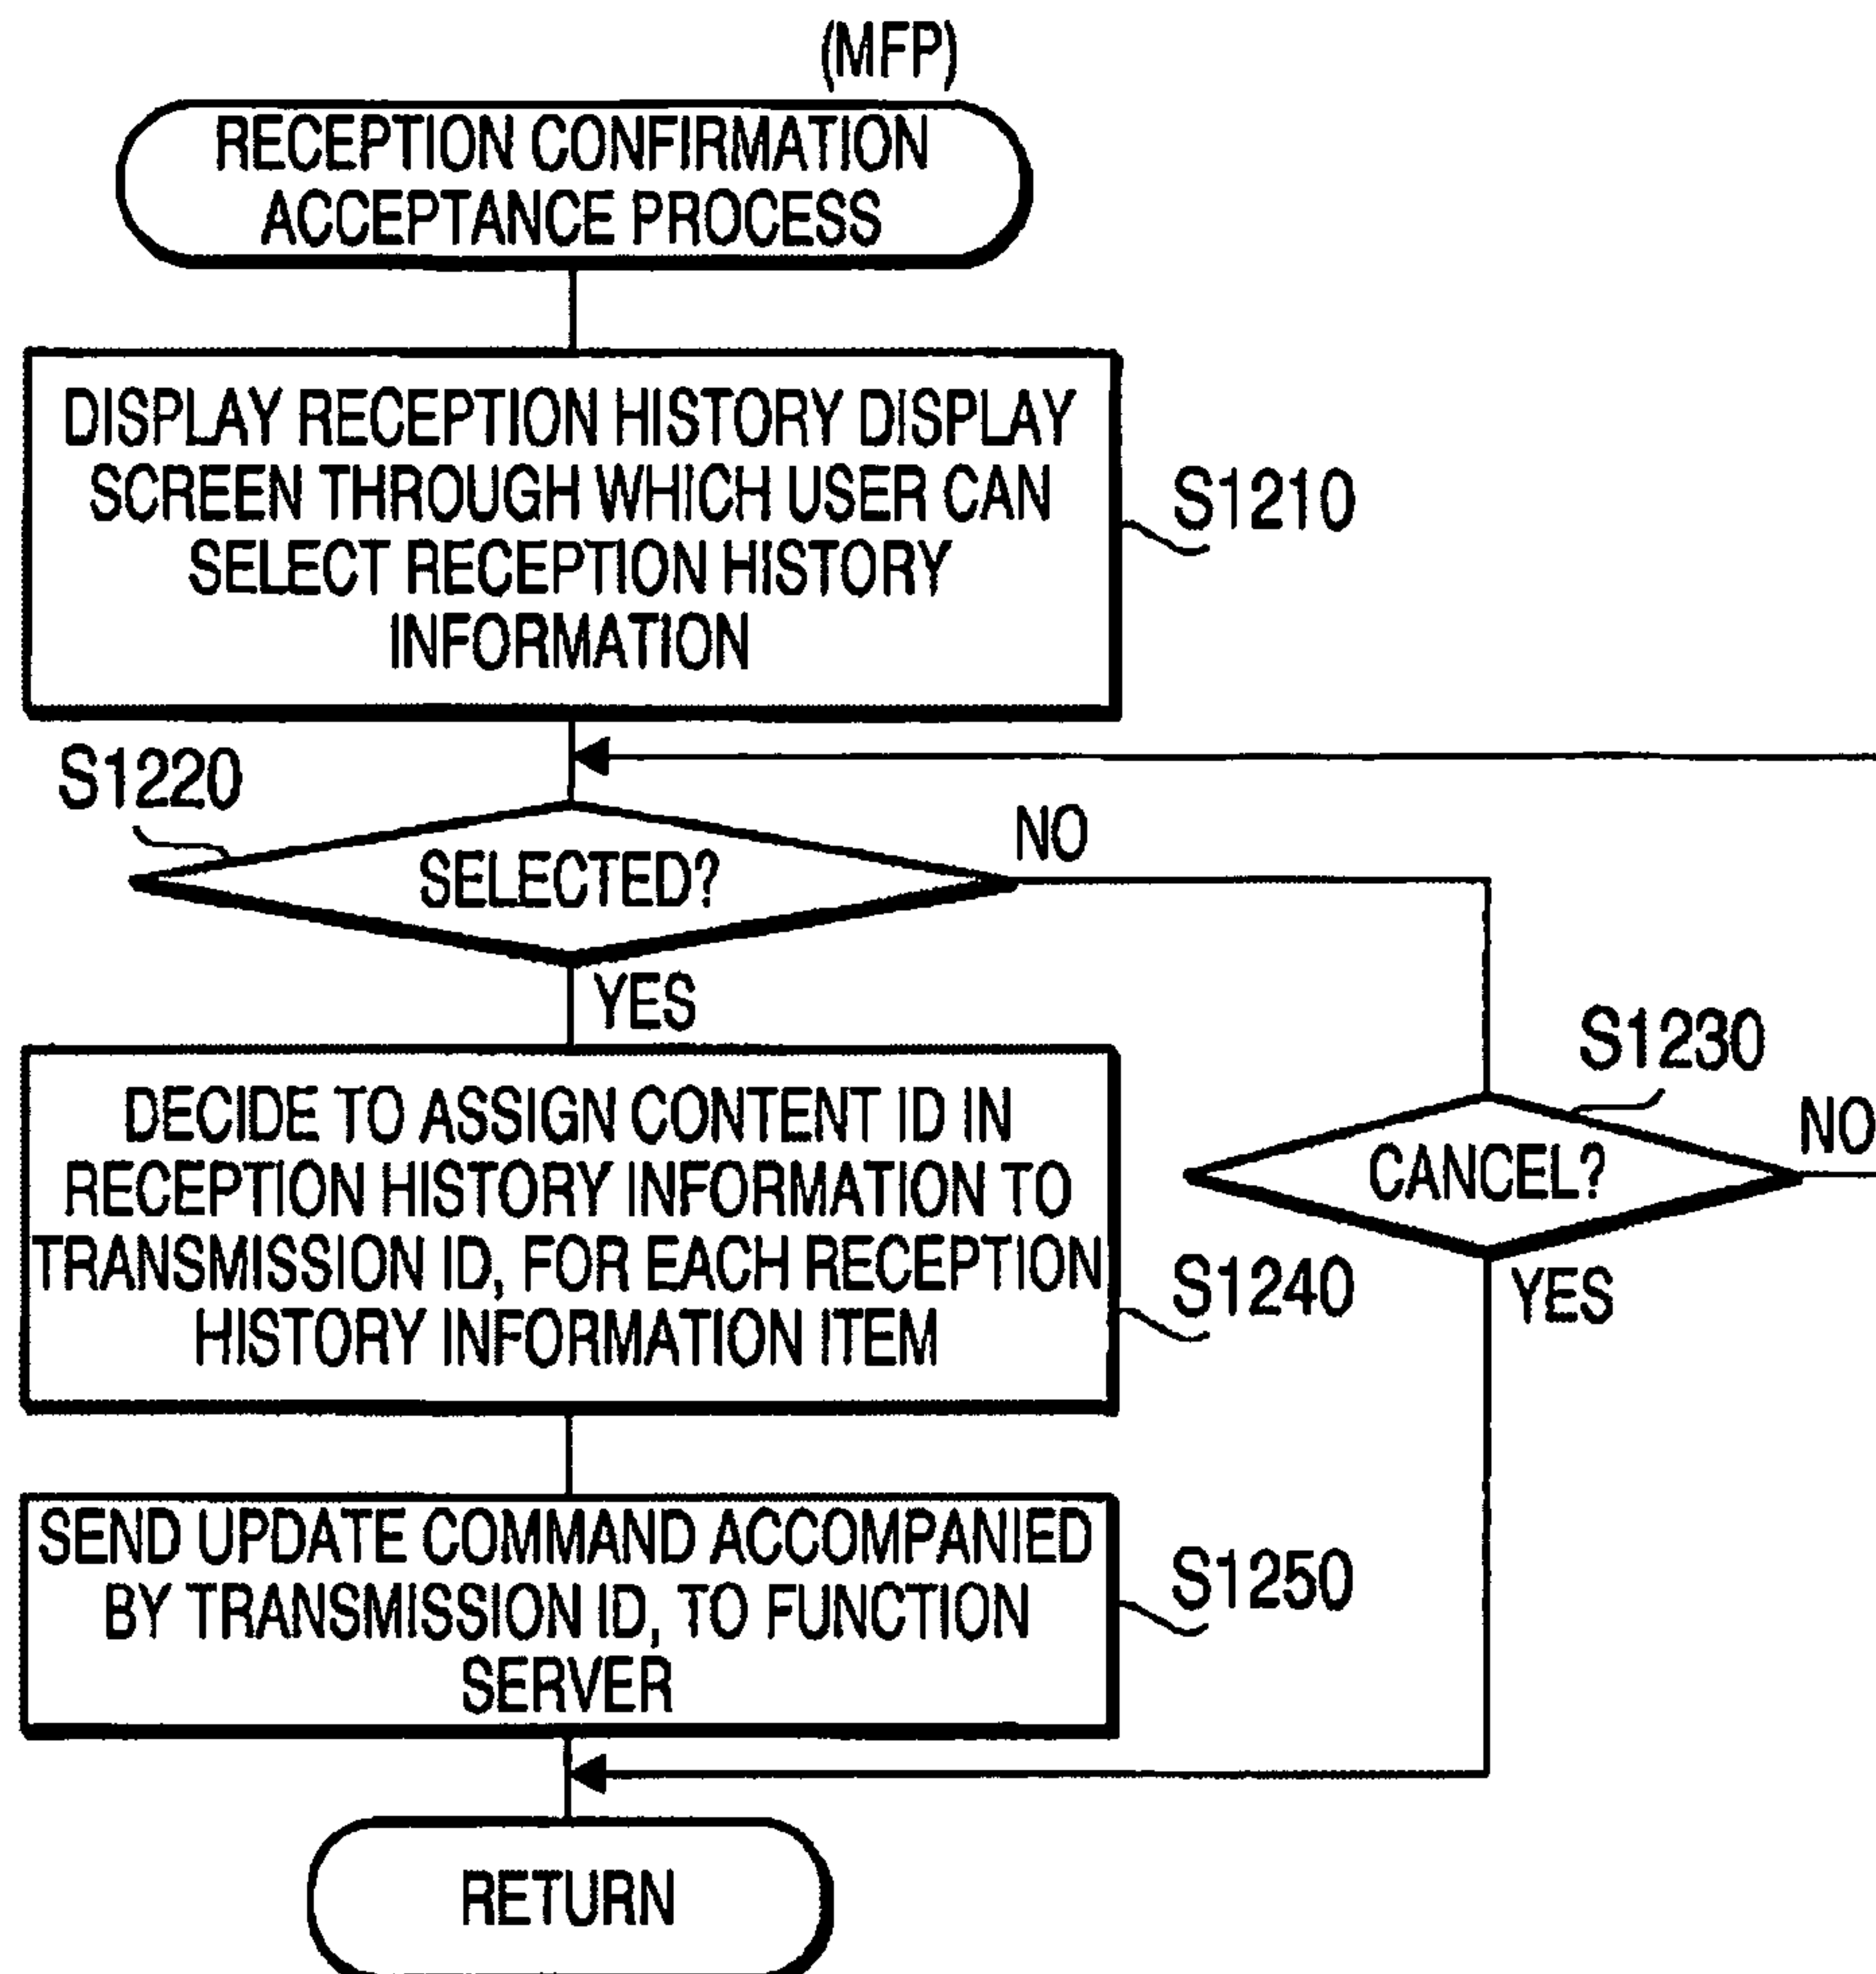 (MFP)
RECEPTION CONFIRMATION
ACCEPTANCE PROCESS
DISPLAY RECEPTION HISTORY DISPLAY
SCREEN THROUGH WHICH USER CAN
SELECT RECEPTION HISTORY
INFORMATION
S1210
S1220
SELECTED?
NO
YES
S1230
CANCEL?
NO
YES
DECIDE TO ASSIGN CONTENT ID IN
RECEPTION HISTORY INFORMATION TO
TRANSMISSION ID, FOR EACH RECEPTION
HISTORY INFORMATION ITEM
S1240
SEND UPDATE COMMAND ACCOMPANIED
BY TRANSMISSION ID, TO FUNCTION
SERVER
S1250
RETURN